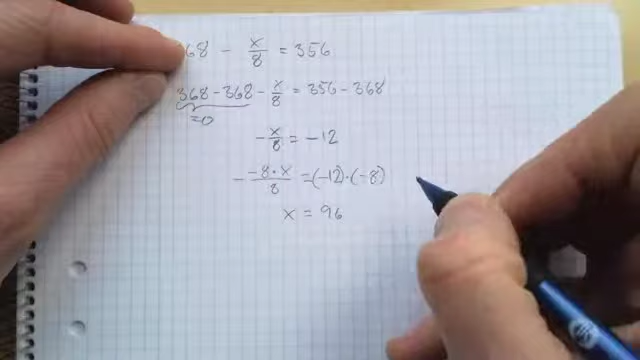 68 - x/8 = 356
368 - 368 - x/8 = 356 - 368
= 0
- x/8 = -12
- -8·x/8 = (-12)·(-8)
x = 96